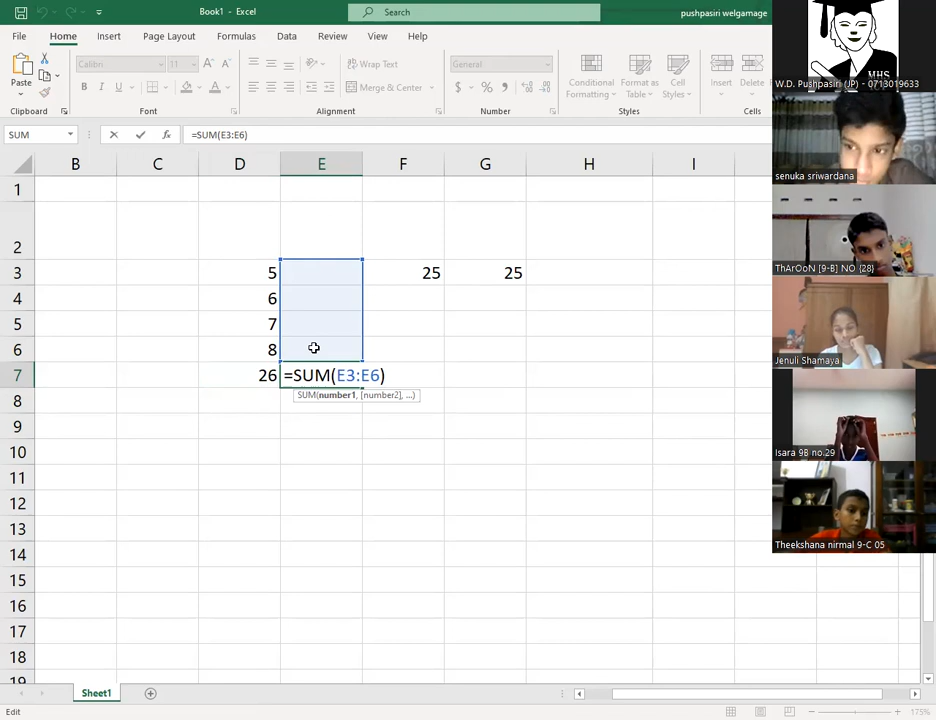 Book1 - Excel
Search
pushpasiri welgamage
File Home Insert Page Layout Formulas Data Review View Help
Paste
Calibri 11
Wrap Text
Merge & Center
General
Conditional Formatting
Format as Table
Cell Styles
Insert
Delete
Clipboard Font Alignment Number Styles Cells
SUM
=SUM(E3:E6)
B C D E F G H I
1
2
3 5 25 25
4 6
5 7
6 8
7 26 =SUM(E3:E6)
SUM(number1, [number2], ...)
8
9
10
11
12
13
14
15
16
17
18
19
Sheet1
Edit
175%
MHS
W.D. Pushpasiri (JP) - 0713019633
senuka sriwardana
ThArOoN [9-B] NO {28}
Jenuli Shamaya
Isara 9B no.29
Theekshana nirmal 9-C 05